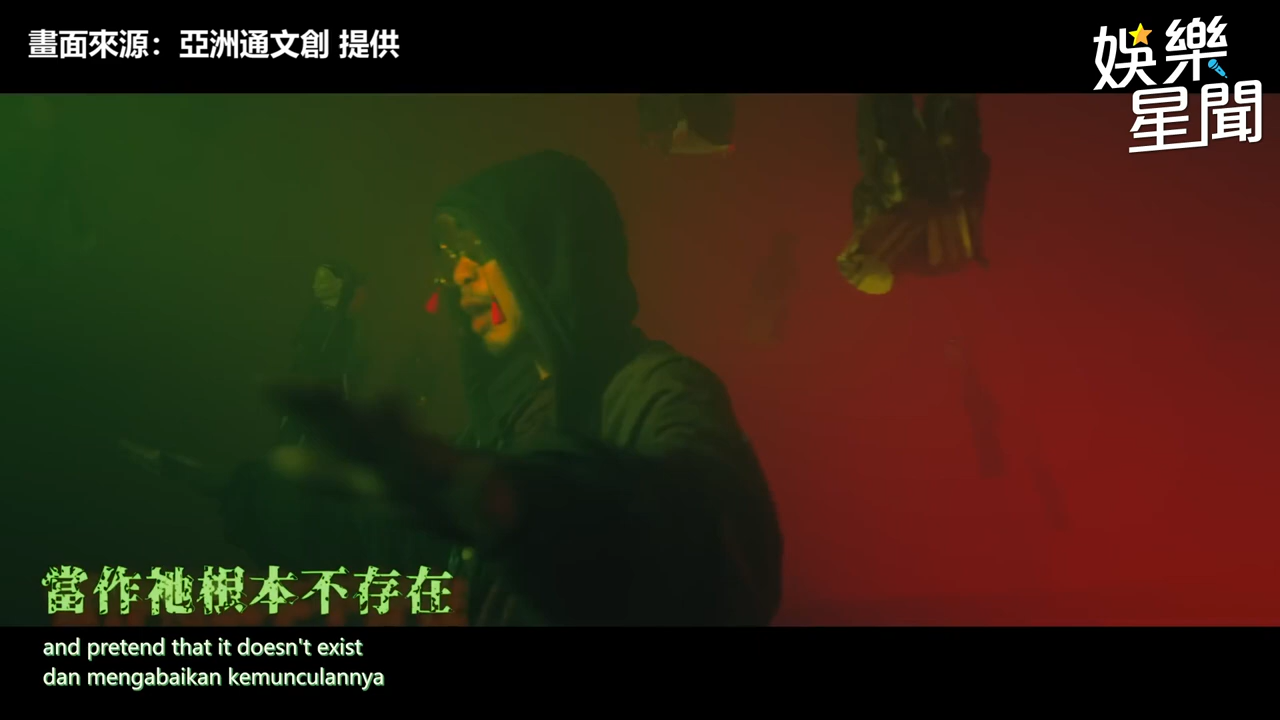 畫面來源：亞洲通文創 提供
娛樂
星聞
當作祂根本不存在
and pretend that it doesn't exist
dan mengabaikan kemunculannya